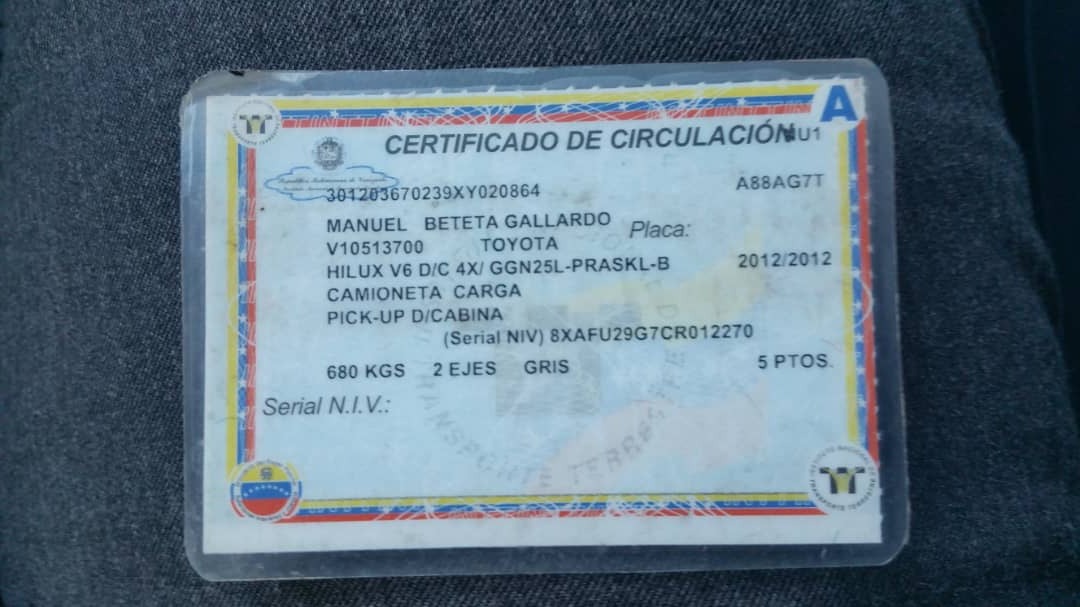 A
CERTIFICADO DE CIRCULACIÓN
República Bolivariana de Venezuela
301203670239XY020864
A88AG7T
MANUEL BETETA GALLARDO
Placa:
V10513700 TOYOTA
HILUX V6 D/C 4X/ GGN25L-PRASKL-B 2012/2012
CAMIONETA CARGA
PICK-UP D/CABINA
(Serial NIV) 8XAFU29G7CR012270
680 KGS 2 EJES GRIS 5 PTOS.
Serial N.I.V.:
TRANSPORTE TERRESTRE